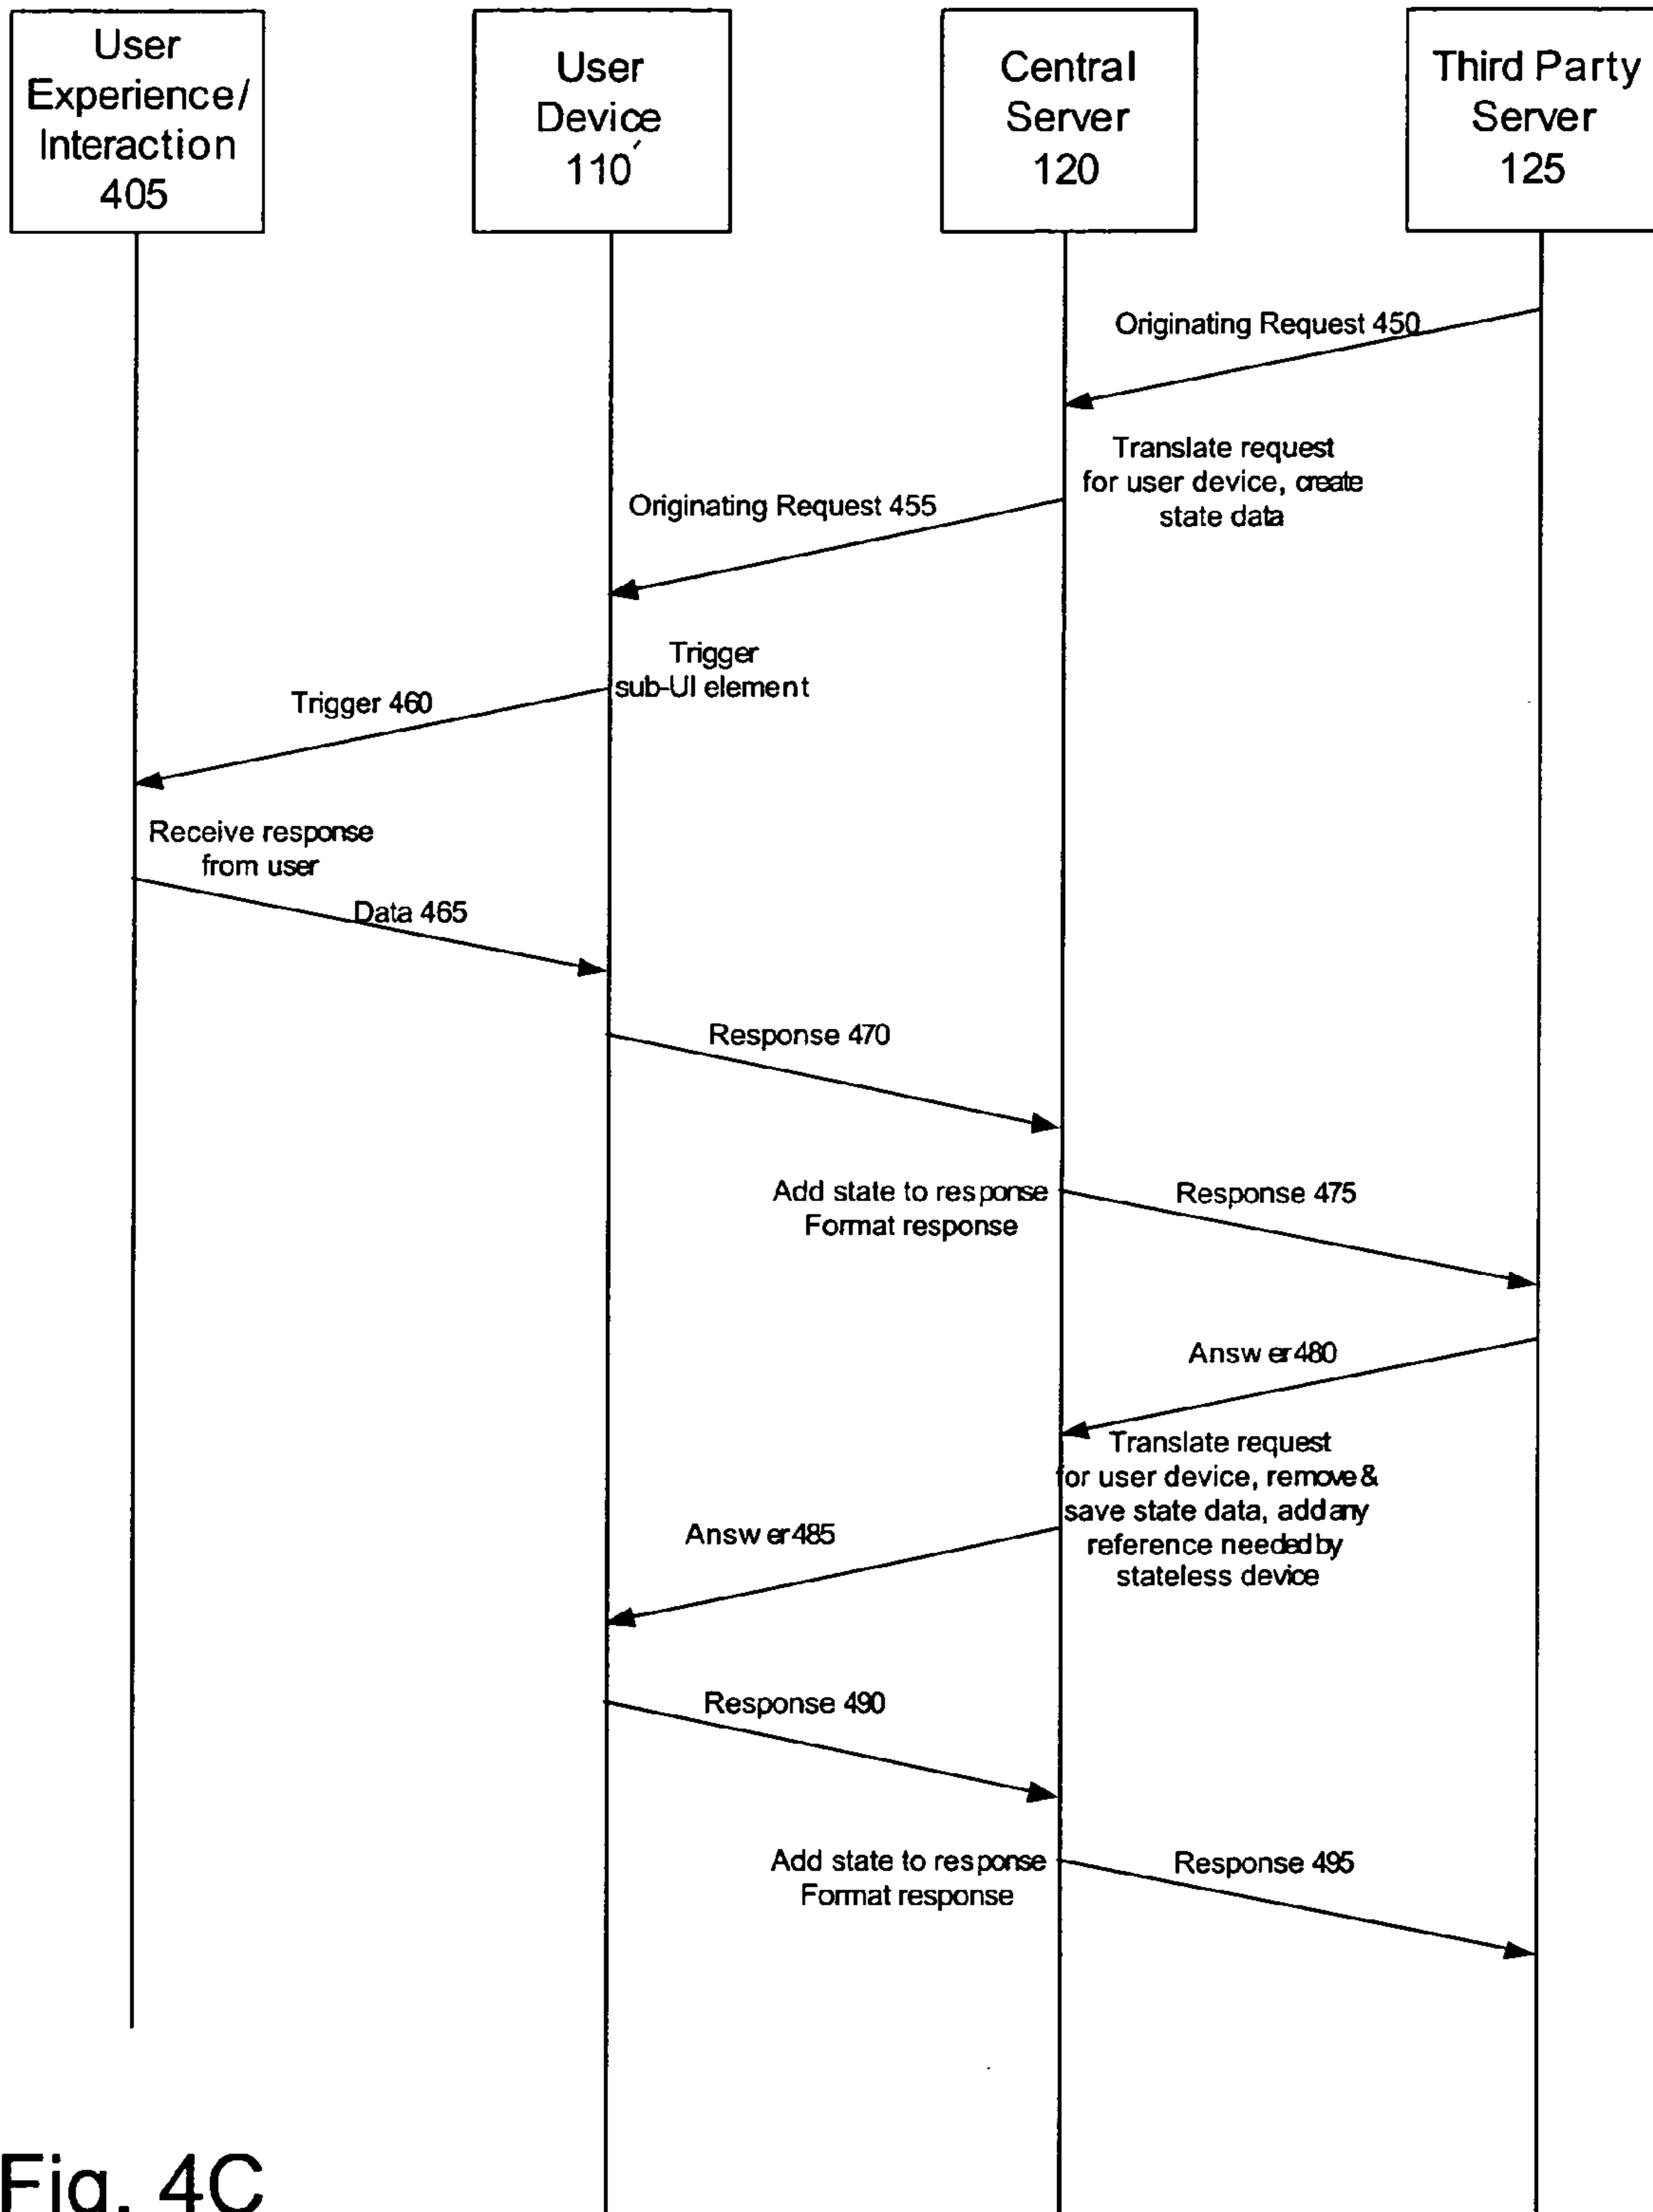 User
Experience/
Interaction
405
User
Device
110
Central
Server
120
Third Party
Server
125
Originating Request 450
Translate request
for user device, create
state data
Originating Request 455
Trigger
sub-UI element
Trigger 460
Receive response
from user
Data 465
Response 470
Add state to response
Format response
Response 475
Answer 480
Translate request
for user device, remove &
save state data, add any
reference needed by
stateless device
Answer 485
Response 490
Add state to response
Format response
Response 495
Fig. 4C